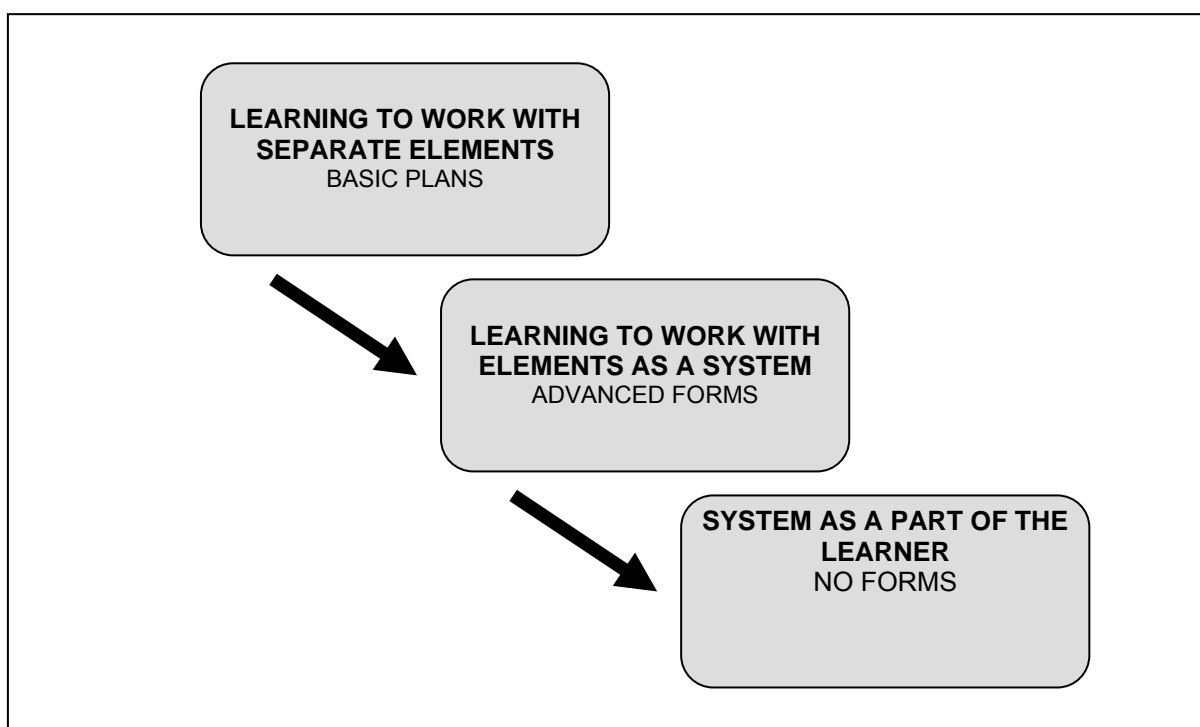 LEARNING TO WORK WITH
SEPARATE ELEMENTS
BASIC PLANS
LEARNING TO WORK WITH
ELEMENTS AS A SYSTEM
ADVANCED FORMS
SYSTEM AS A PART OF THE
LEARNER
NO FORMS